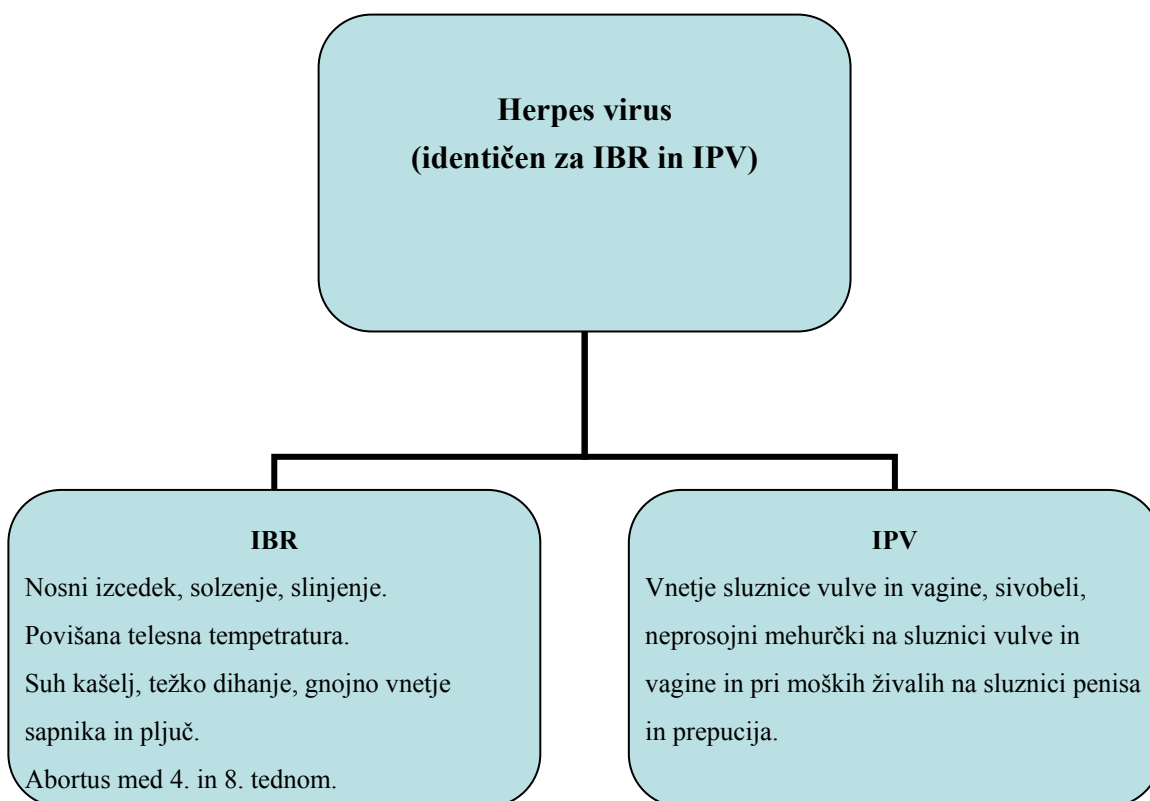 Herpes virus
(identičen za IBR in IPV)
IBR
Nosni izcedek, solzenje, slinjenje.
Povišana telesna tempetratura.
Suh kašelj, težko dihanje, gnojno vnetje
sapnika in pljuč.
Abortus med 4. in 8. tednom.
IPV
Vnetje sluznice vulve in vagine, sivobeli,
neprosojni mehurčki na sluznici vulve in
vagine in pri moških živalih na sluznici penisa
in prepucija.